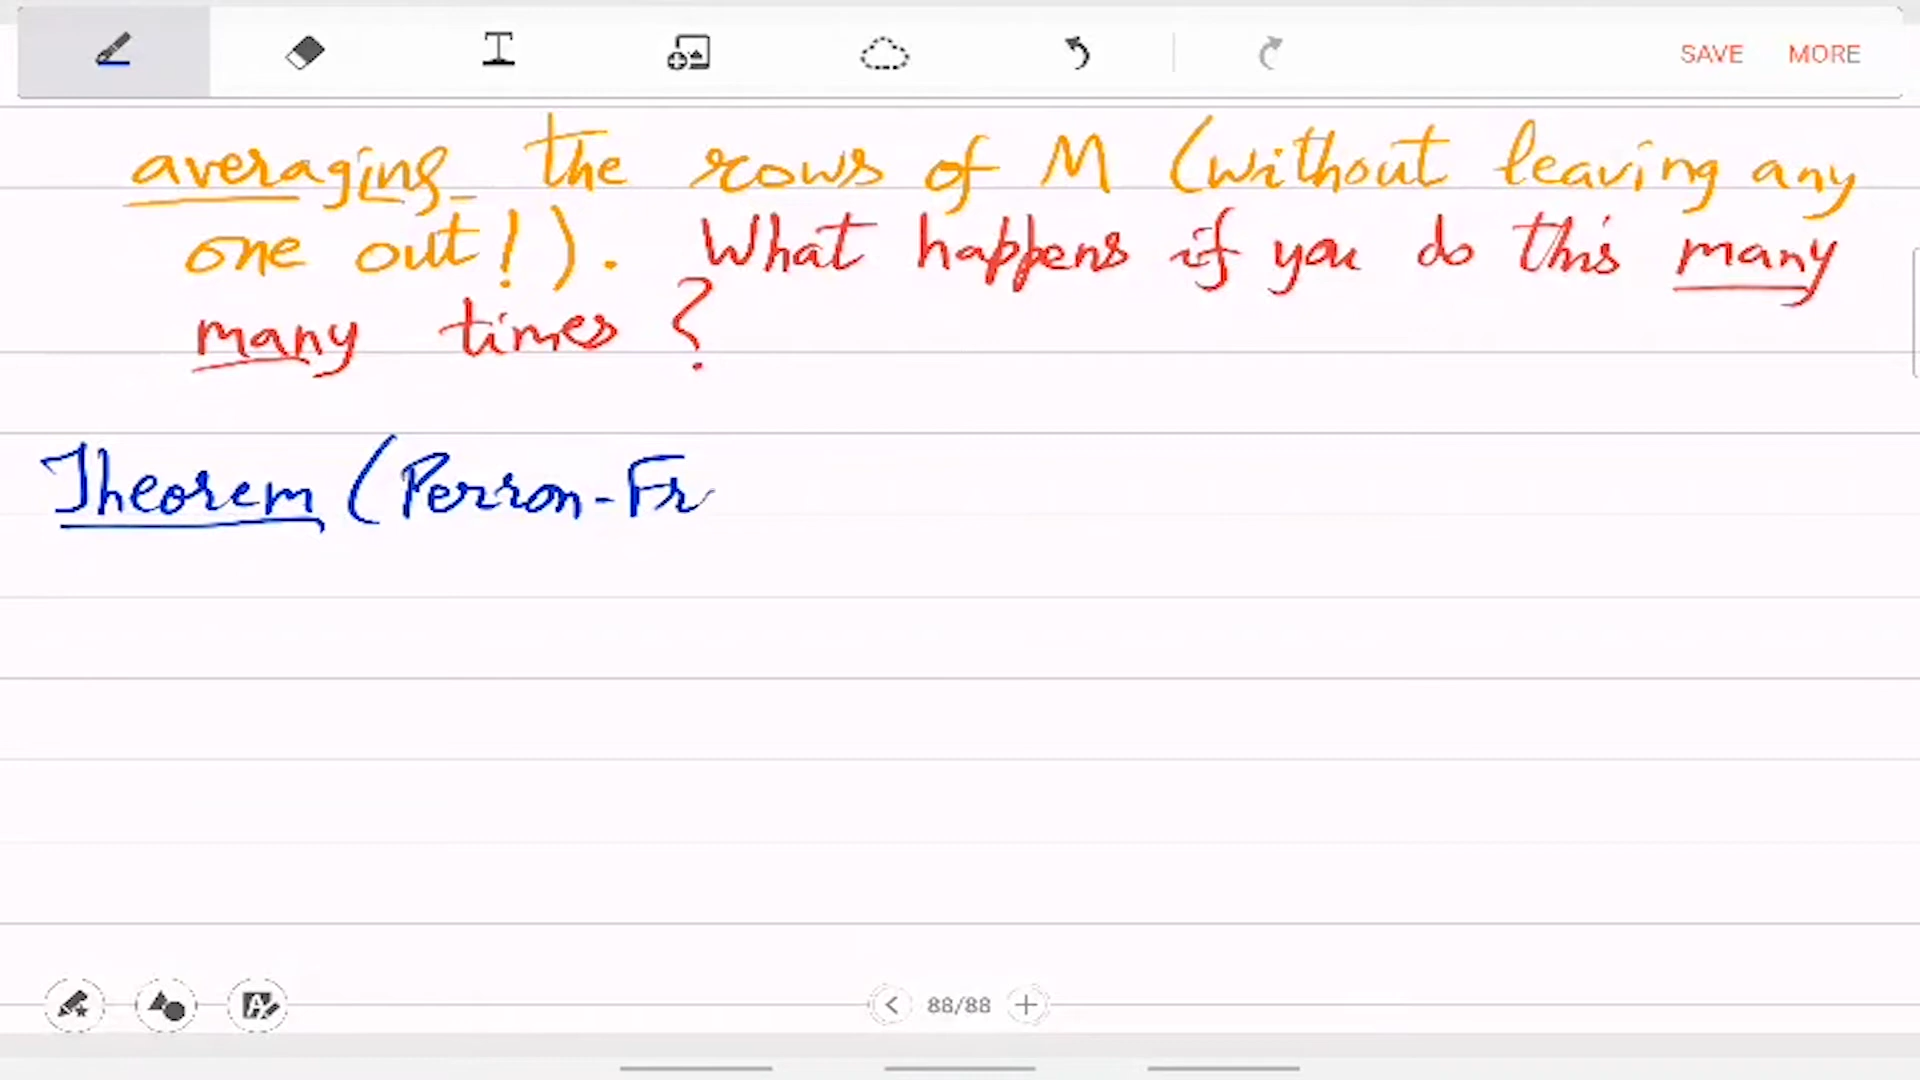 SAVE MORE
averaging the rows of M (without leaving any
one out!). What happens if you do this many
many times ?
Theorem (Perron-Fr
88/88